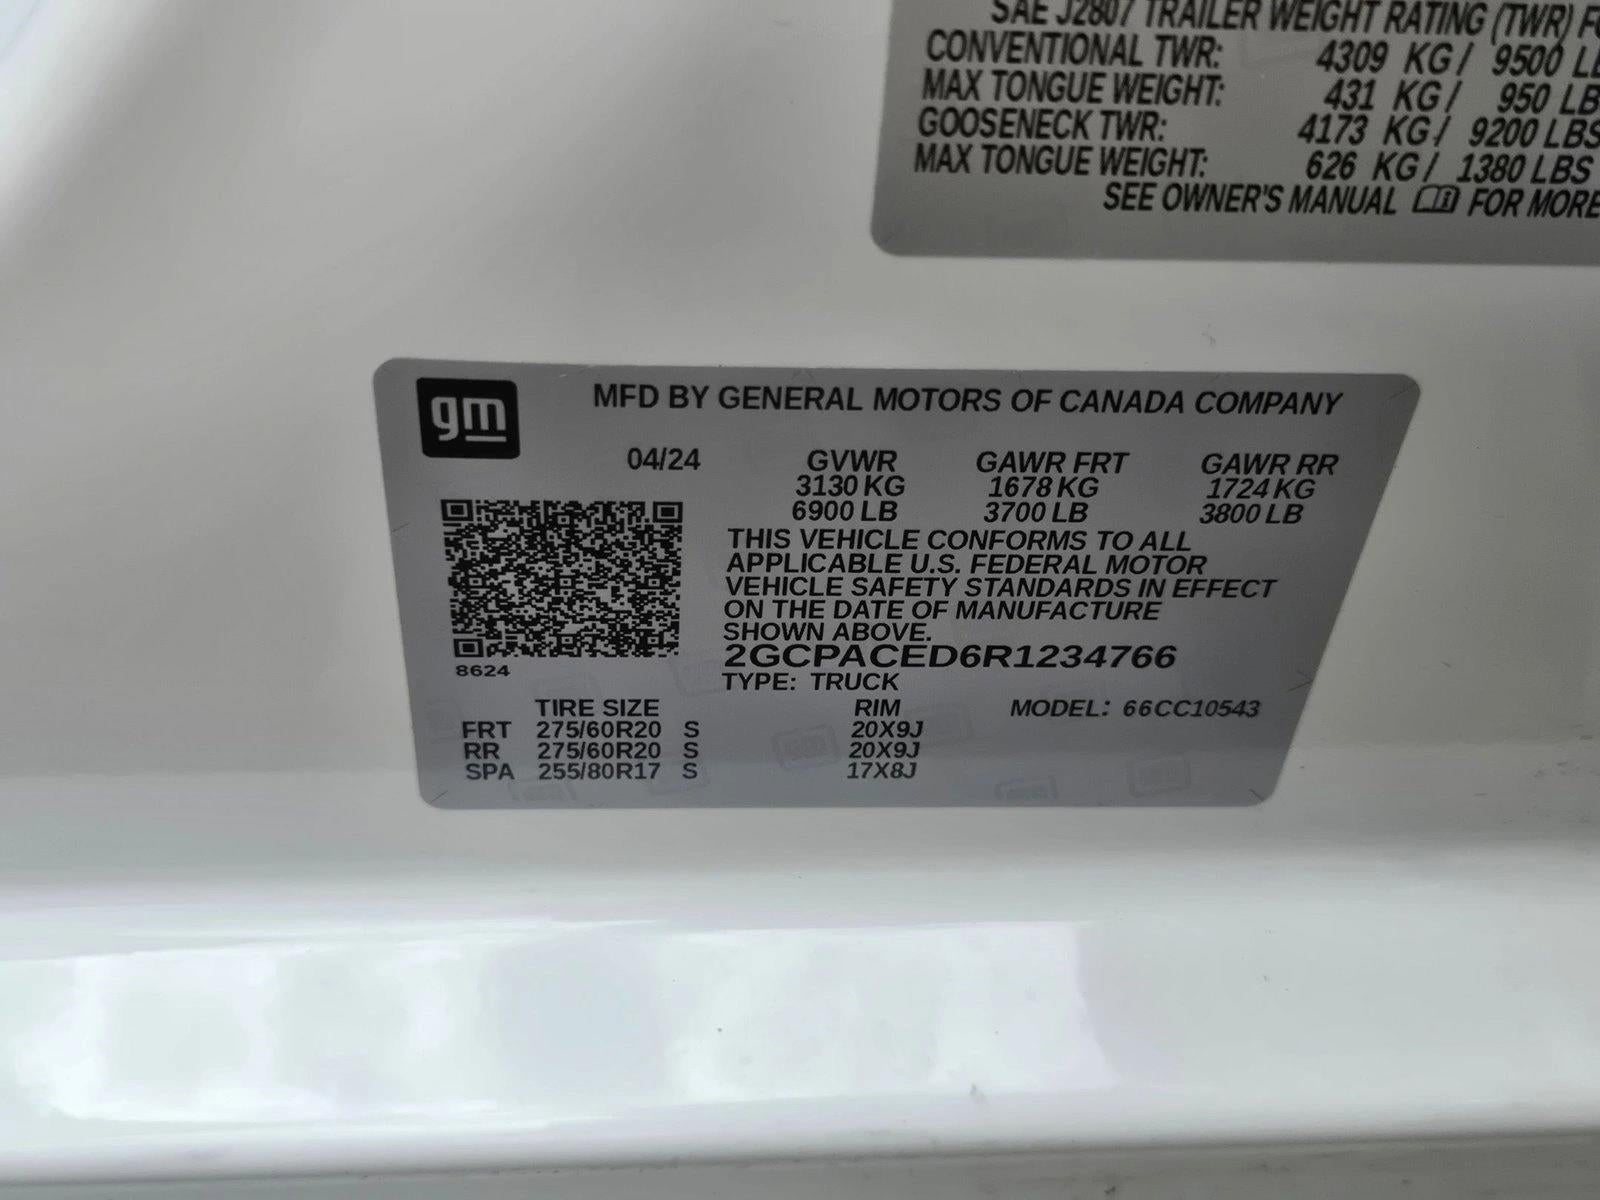 SAE J2807 TRAILER WEIGHT RATING (TWR)
CONVENTIONAL TWR: 4309 KG / 9500
MAX TONGUE WEIGHT: 431 KG / 950 LB
GOOSENECK TWR: 4173 KG / 9200 LBS
MAX TONGUE WEIGHT: 626 KG / 1380 LBS
SEE OWNER'S MANUAL FOR MORE
gm
MFD BY GENERAL MOTORS OF CANADA COMPANY
04/24 GVWR GAWR FRT GAWR RR
3130 KG 1678 KG 1724 KG
6900 LB 3700 LB 3800 LB
THIS VEHICLE CONFORMS TO ALL
APPLICABLE U.S. FEDERAL MOTOR
VEHICLE SAFETY STANDARDS IN EFFECT
ON THE DATE OF MANUFACTURE
SHOWN ABOVE.
2GCPACED6R1234766
8624
TYPE: TRUCK
TIRE SIZE RIM MODEL: 66CC10543
FRT 275/60R20 S 20X9J
RR 275/60R20 S 20X9J
SPA 255/80R17 S 17X8J